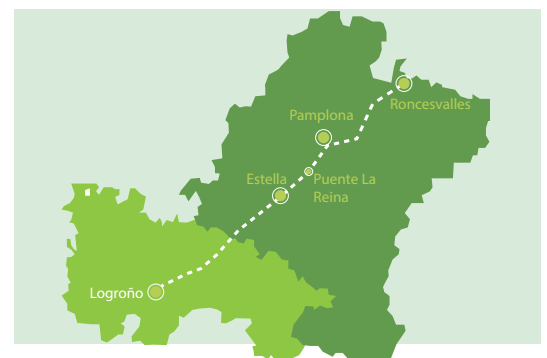 Roncesvalles
Pamplona
Estella
Puente La
Reina
Logroño